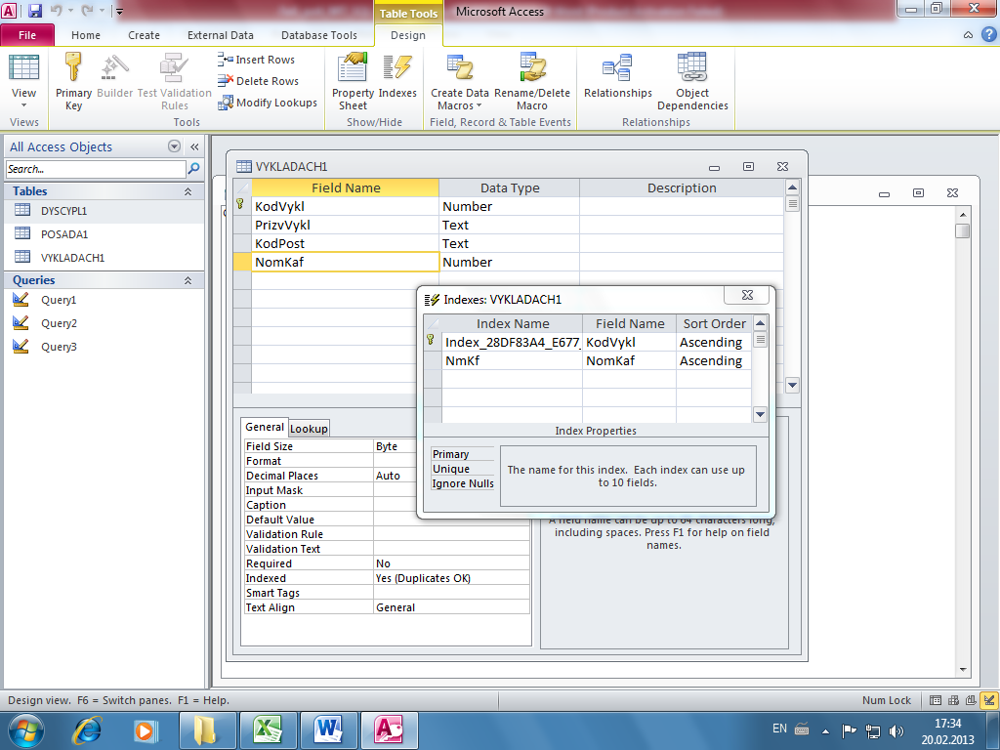 Table Tools
Microsoft Access
File
Home
Create
External Data
Database Tools
Design
View
Primary Key
Builder
Test Validation Rules
Insert Rows
Delete Rows
Modify Lookups
Property Sheet
Indexes
Create Data Macros
Rename/Delete Macro
Relationships
Object Dependencies
Views
Tools
Show/Hide
Field, Record & Table Events
Relationships
All Access Objects
Search...
Tables
DYSCYPL1
POSADA1
VYKLADACH1
Queries
Query1
Query2
Query3
VYKLADACH1
Field Name Data Type Description
KodVykl Number
PrizvVykl Text
KodPost Text
NomKaf Number
Indexes: VYKLADACH1
Index Name Field Name Sort Order
Index_28DF83A4_E677_ KodVykl Ascending
NmKf NomKaf Ascending
Index Properties
Primary
Unique
Ignore Nulls
The name for this index. Each index can use up
to 10 fields.
General Lookup
Field Size Byte
Format
Decimal Places Auto
Input Mask
Caption
Default Value
Validation Rule
Validation Text
Required No
Indexed Yes (Duplicates OK)
Smart Tags
Text Align General
A field name can be up to 64 characters long,
including spaces. Press F1 for help on field
names.
Design view. F6 = Switch panes. F1 = Help.
Num Lock
EN
17:34
20.02.2013